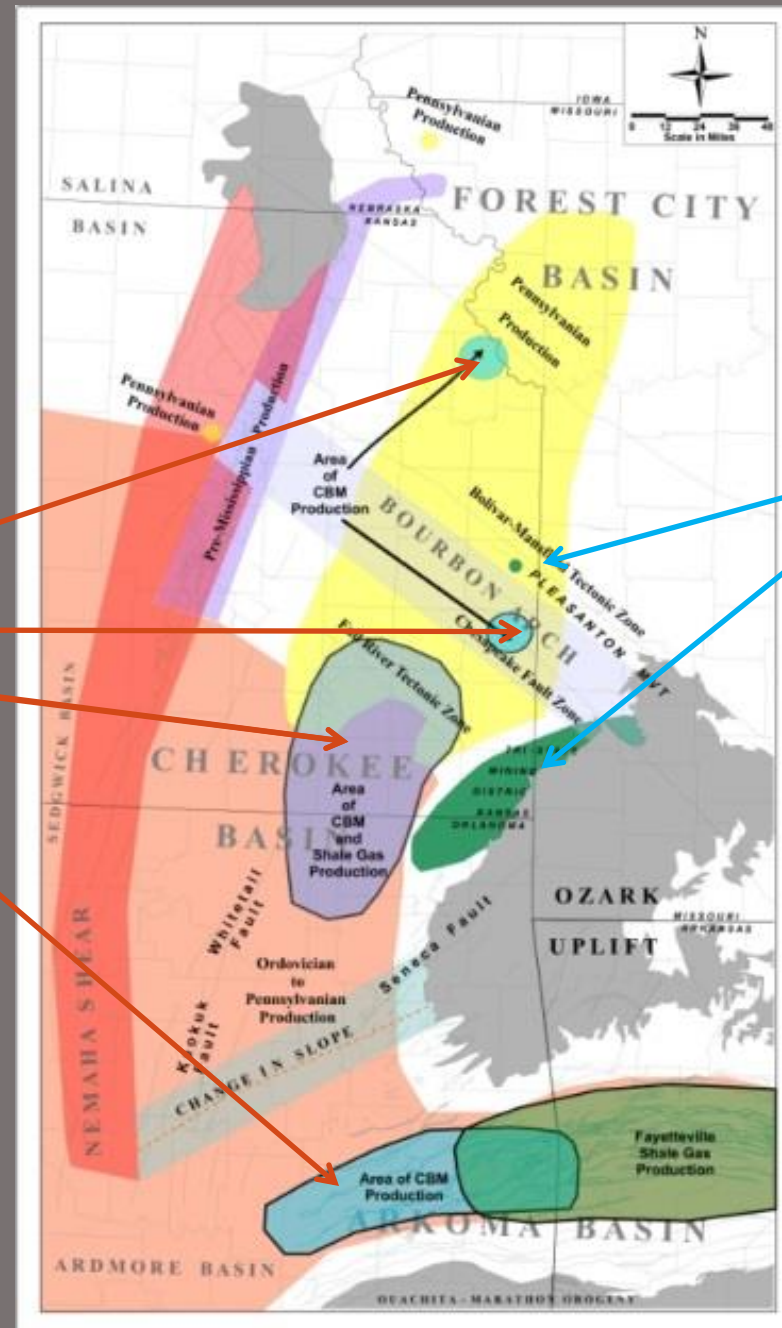 N
IOWA
MISSOURI
0 12 24 36 48
Scale in Miles
Pennsylvanian
Production
SALINA
BASIN
NEBRASKA
KANSAS
FOREST CITY
BASIN
Pennsylvanian
Production
Pennsylvanian
Production
Pre-Mississippian Production
Area
of
CBM
Production
BOURBON ARCH
Bolivar-Mansfield Tectonic Zone
PLEASANTON MVT
Chesapeake Fault Zone
Fall River Tectonic Zone
SEDGWICK BASIN
CHEROKEE
BASIN
Area
of
CBM
and
Shale Gas
Production
TRI-STATE
MINING
DISTRICT
KANSAS
OKLAHOMA
OZARK
UPLIFT
MISSOURI
ARKANSAS
Whitetail
Fault
Seneca Fault
Ordovician
to
Pennsylvanian
Production
Keokuk
Fault
CHANGE IN SLOPE
NEMAHA SHEAR
Fayetteville
Shale Gas
Production
Area of CBM
Production
ARKOMA BASIN
ARDMORE BASIN
OUACHITA - MARATHON OROGENY